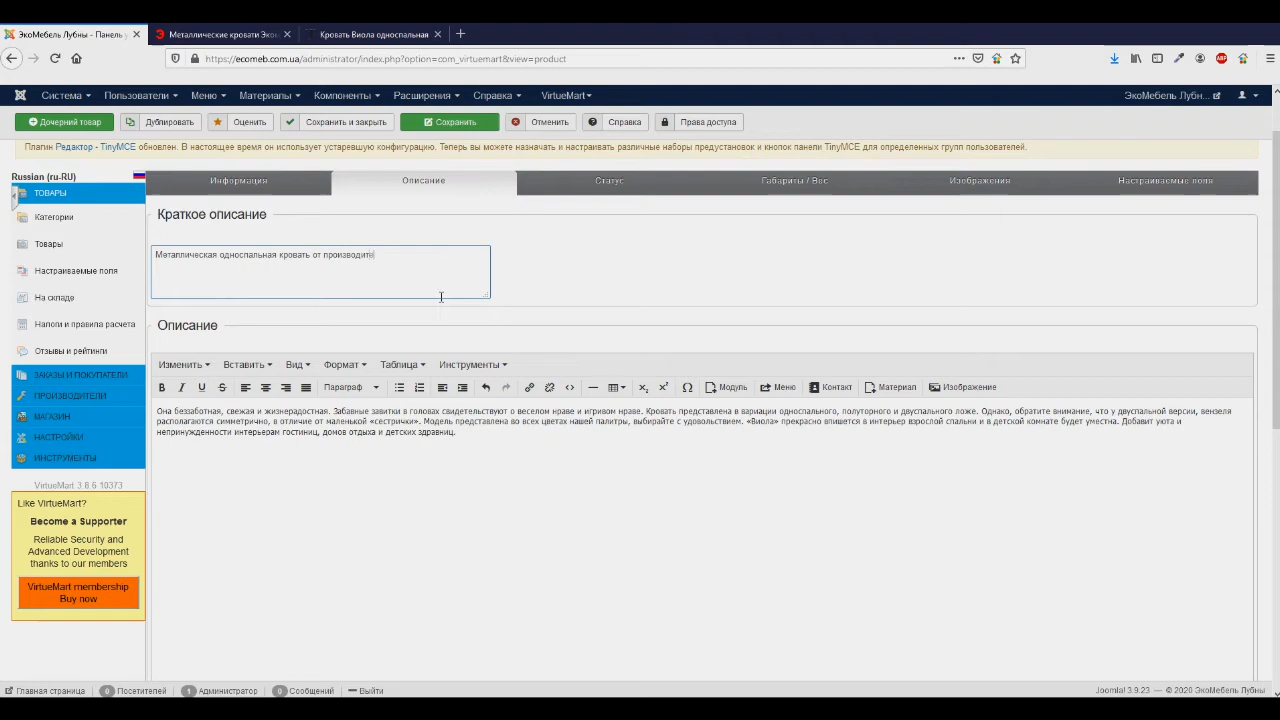 ЭкоМебель Лубны - Панель у
Металлические кровати Эко
Кровать Виола односпальная
https://ecomeb.com.ua/administrator/index.php?option=com_virtuemart&view=product
ABP
Система Пользователи Меню Материалы Компоненты Расширения Справка VirtueMart ЭкоМебель Лубн...
Дочерний товар Дублировать Оценить Сохранить и закрыть Сохранить Отменить Справка Права доступа
Плагин Редактор - TinyMCE обновлен. В настоящее время он использует устаревшую конфигурацию. Теперь вы можете назначать и настраивать различные наборы предустановок и кнопок панели TinyMCE для определенных групп пользователей.
Russian (ru-RU)
ТОВАРЫ
Категории
Товары
Настраиваемые поля
На складе
Налоги и правила расчета
Отзывы и рейтинги
ЗАКАЗЫ И ПОКУПАТЕЛИ
ПРОИЗВОДИТЕЛИ
МАГАЗИН
НАСТРОЙКИ
ИНСТРУМЕНТЫ
VirtueMart 3.8.6 10373
Like VirtueMart?
Become a Supporter
Reliable Security and
Advanced Development
thanks to our members
VirtueMart membership
Buy now
Информация Описание Статус Габариты / Вес Изображения Настраиваемые поля
Краткое описание
Металлическая односпальная кровать от производите
Описание
Изменить Вставить Вид Формат Таблица Инструменты
Параграф Модуль Меню Контакт Материал Изображение
Она беззаботная, свежая и жизнерадостная. Забавные завитки в головах свидетельствуют о веселом нраве и игривом нраве. Кровать представлена в вариации односпального, полуторного и двуспального ложе. Однако, обратите внимание, что у двуспальной версии, вензеля
располагаются симметрично, в отличие от маленькой «сестрички». Модель представлена во всех цветах нашей палитры, выбирайте с удовольствием. «Виола» прекрасно впишется в интерьер взрослой спальни и в детской комнате будет уместна. Добавит уюта и
непринужденности интерьерам гостиниц, домов отдыха и детских здравниц.
Главная страница 0 Посетителей 1 Администратор 0 Сообщений Выйти
Joomla! 3.9.23 — © 2020 ЭкоМебель Лубны